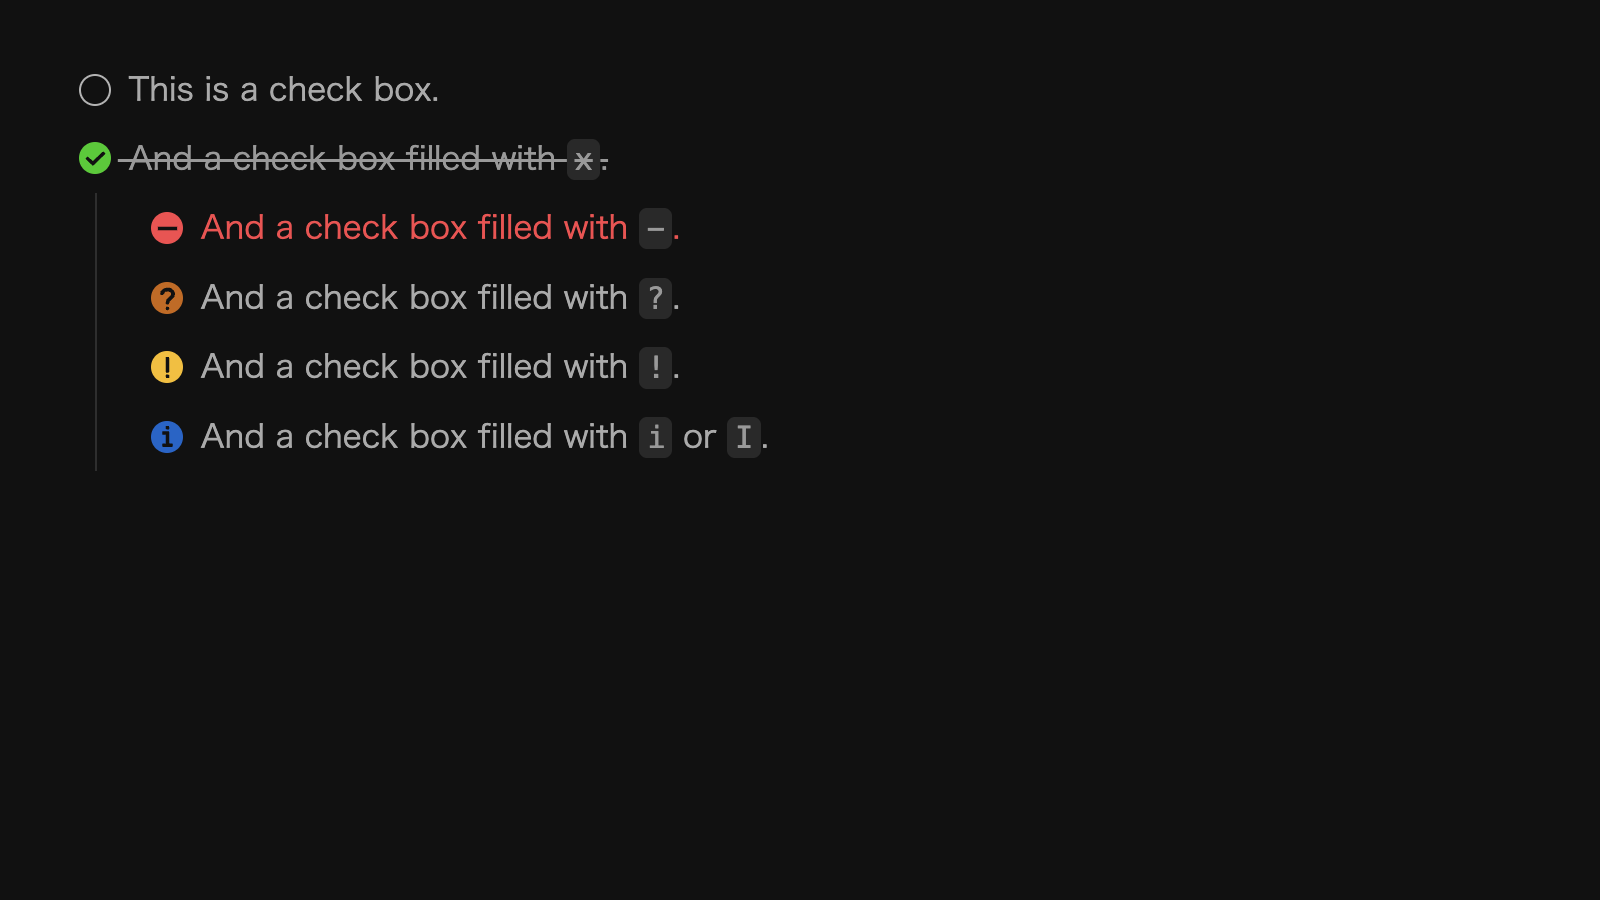 This is a check box.
And a check box filled with x.
And a check box filled with -.
And a check box filled with ?.
And a check box filled with !.
And a check box filled with i or I.